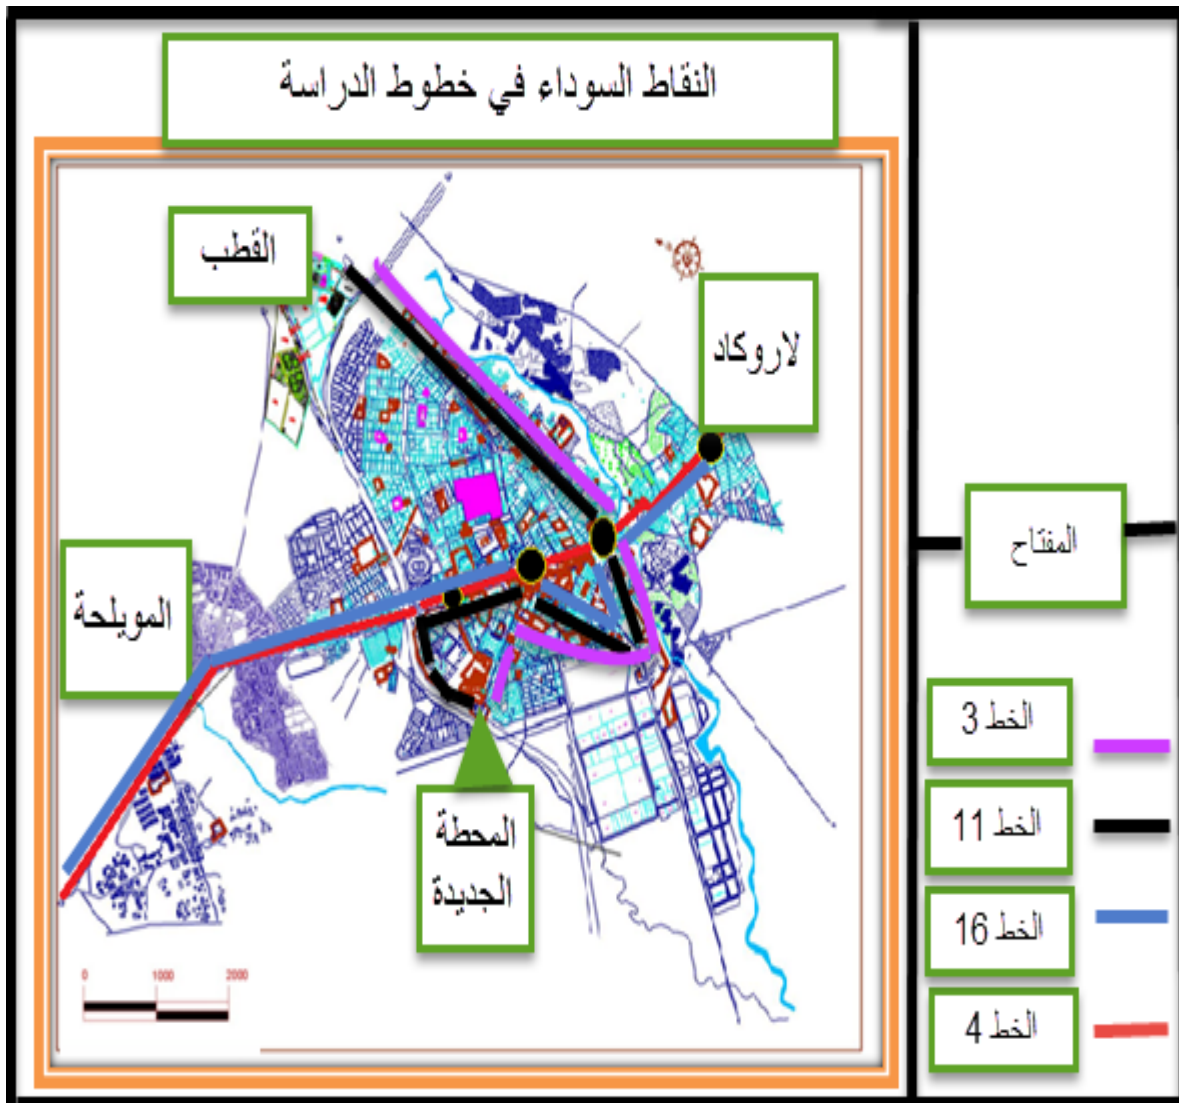 النقاط السوداء في خطوط الدراسة
القطب
لاروكاد
المويلحة
المحطة
الجديدة
0 1000 2000
المفتاح
الخط 3
الخط 11
الخط 16
الخط 4